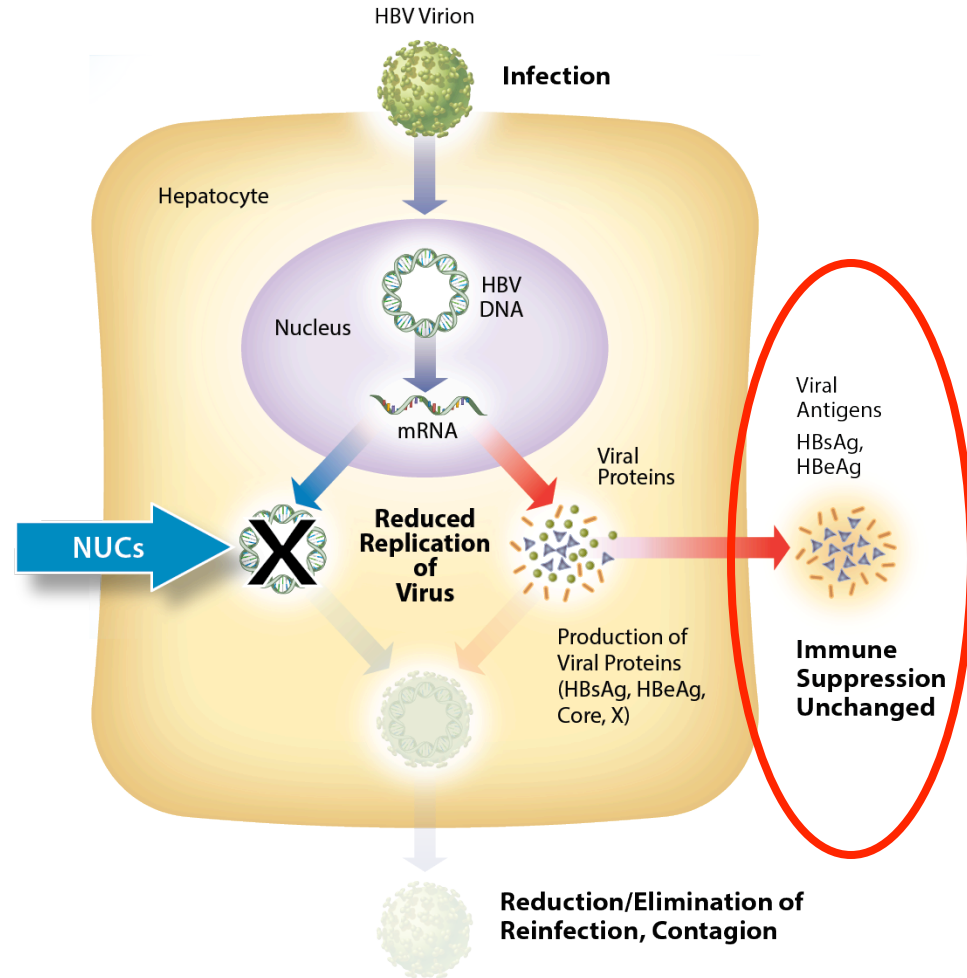 HBV Virion
Infection
Hepatocyte
HBV
DNA
Nucleus
mRNA
Viral
Proteins
Viral
Antigens
HBsAg,
HBeAg
NUCs
X
Reduced
Replication
of
Virus
Production of
Viral Proteins
(HBsAg, HBeAg,
Core, X)
Immune
Suppression
Unchanged
Reduction/Elimination of
Reinfection, Contagion